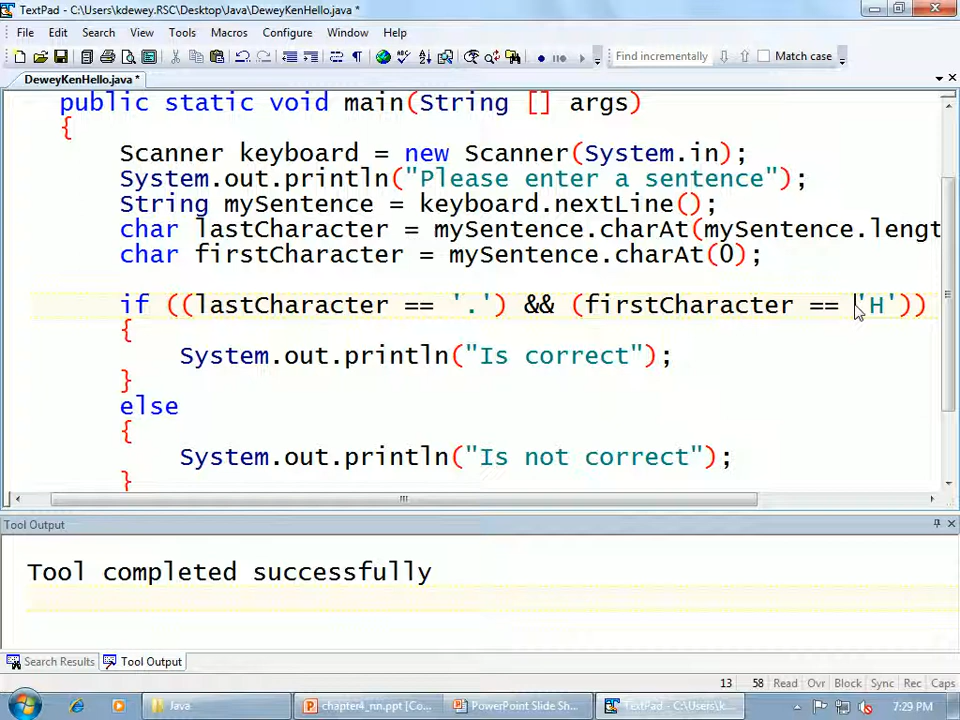 TextPad - C:\Users\kdewey.RSC\Desktop\Java\DeweyKenHello.java *
File Edit Search View Tools Macros Configure Window Help
Find incrementally Match case
DeweyKenHello.java *
public static void main(String [] args)
{
Scanner keyboard = new Scanner(System.in);
System.out.println("Please enter a sentence");
String mySentence = keyboard.nextLine();
char lastCharacter = mySentence.charAt(mySentence.lengt
char firstCharacter = mySentence.charAt(0);
if ((lastCharacter == '.') && (firstCharacter == 'H'))
{
System.out.println("Is correct");
}
else
{
System.out.println("Is not correct");
}
Tool Output
Tool completed successfully
Search Results Tool Output
13 58 Read Ovr Block Sync Rec Caps
Java chapter4_nn.ppt [Co... PowerPoint Slide Sh... TextPad - C:\Users\k... 7:29 PM